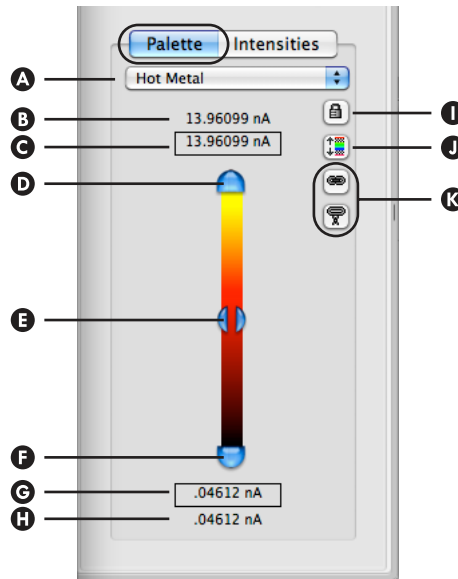 Palette Intensities
A Hot Metal
B 13.96099 nA I
C 13.96099 nA J
D K
E
F
G .04612 nA
H .04612 nA